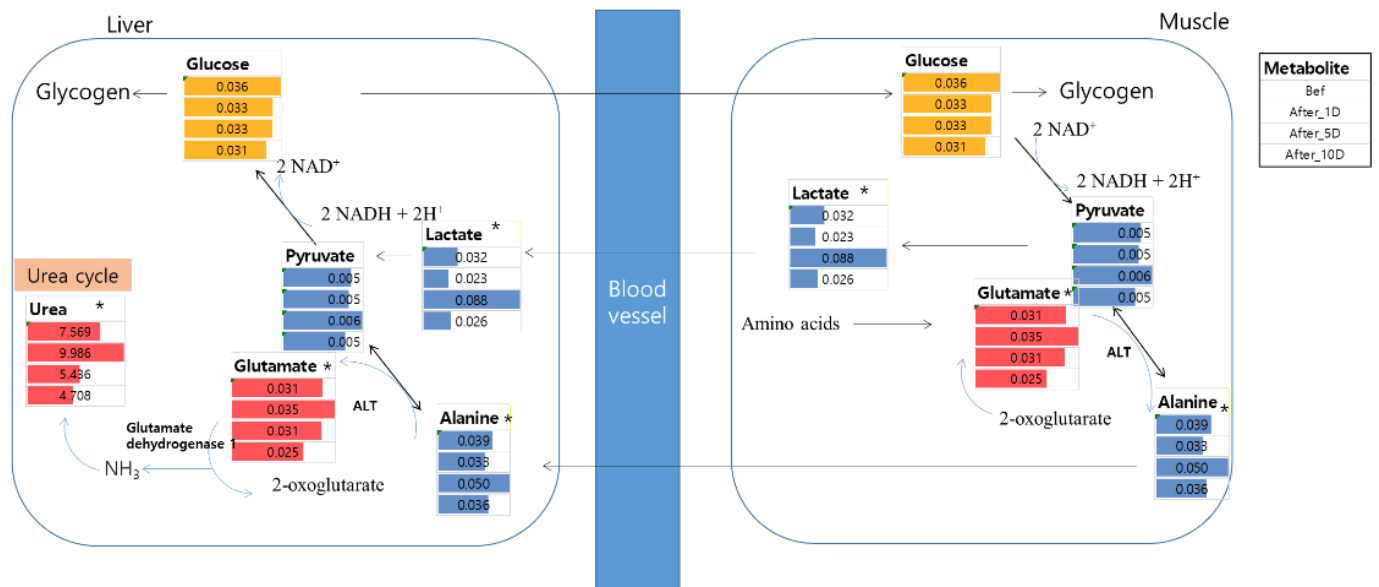 Liver
Glucose
0.036
0.033
0.033
0.031
Glycogen
2 NAD⁺
2 NADH + 2H⁺
Lactate *
0.032
0.023
0.088
0.026
Pyruvate
0.005
0.005
0.006
0.005
Urea cycle
Urea *
7.569
9.986
5.436
4.708
Glutamate *
0.031
0.035
0.031
0.025
ALT
Alanine *
0.039
0.033
0.050
0.036
Glutamate
dehydrogenase 1
NH₃
2-oxoglutarate
Blood
vessel
Muscle
Glucose
0.036
0.033
0.033
0.031
Glycogen
2 NAD⁺
2 NADH + 2H⁺
Lactate *
0.032
0.023
0.088
0.026
Pyruvate
0.005
0.005
0.006
0.005
Glutamate *
0.031
0.035
0.031
0.025
Amino acids
ALT
2-oxoglutarate
Alanine *
0.039
0.033
0.050
0.036
Metabolite
Bef
After_1D
After_5D
After_10D